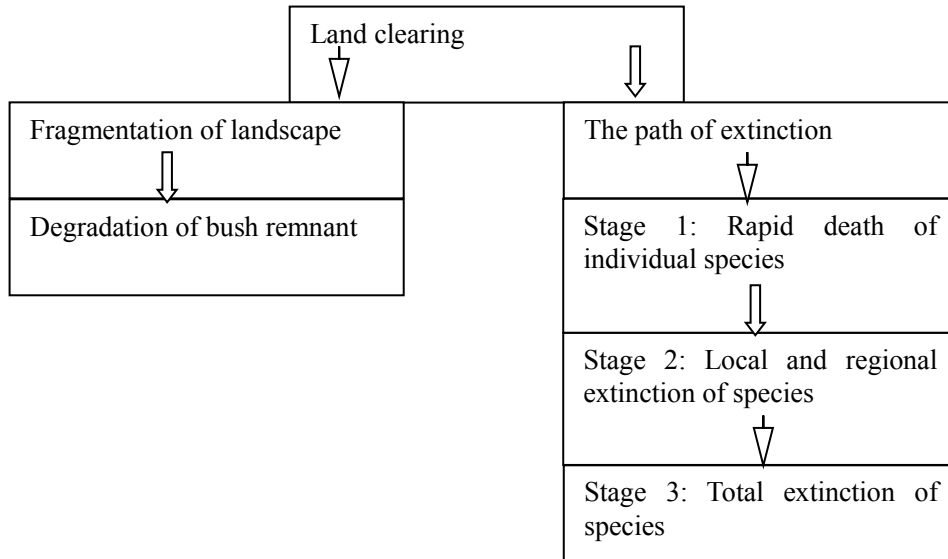 Land clearing
Fragmentation of landscape
Degradation of bush remnant
The path of extinction
Stage 1: Rapid death of
individual species
Stage 2: Local and regional
extinction of species
Stage 3: Total extinction of
species